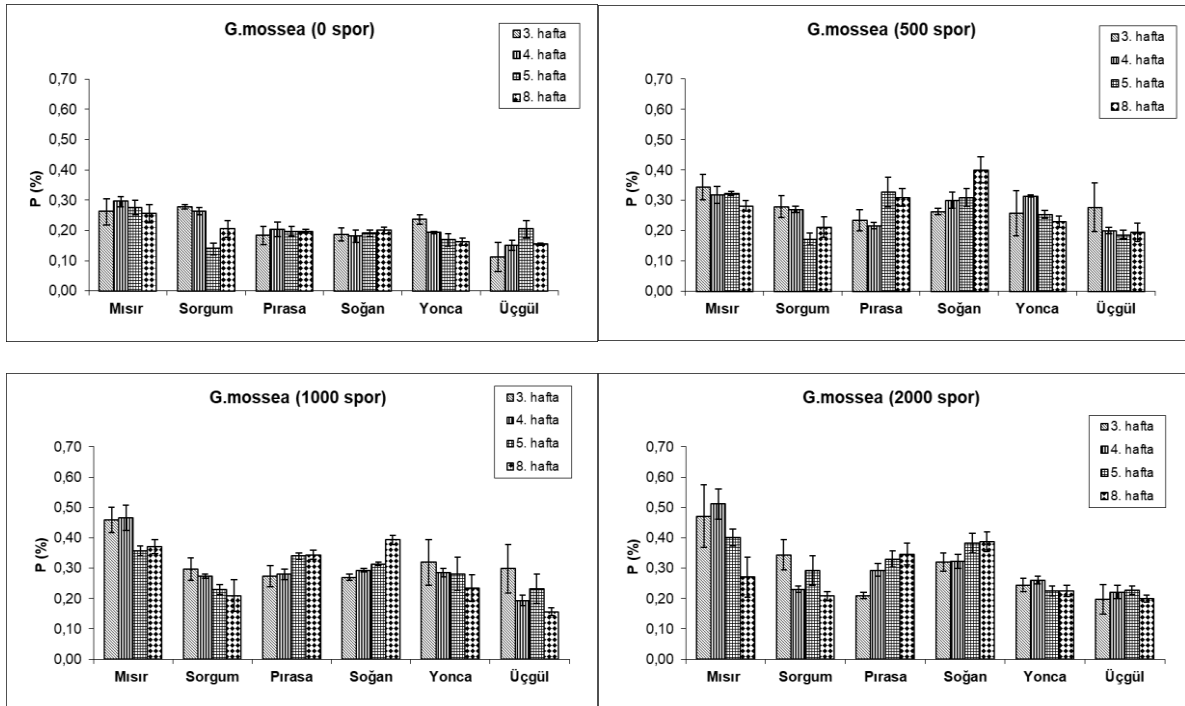 G.mossea (0 spor)
3. hafta
4. hafta
5. hafta
8. hafta
P (%)
0,70
0,60
0,50
0,40
0,30
0,20
0,10
0,00
Mısır Sorgum Pırasa Soğan Yonca Üçgül
G.mossea (500 spor)
3. hafta
4. hafta
5. hafta
8. hafta
P (%)
0,70
0,60
0,50
0,40
0,30
0,20
0,10
0,00
Mısır Sorgum Pırasa Soğan Yonca Üçgül
G.mossea (1000 spor)
3. hafta
4. hafta
5. hafta
8. hafta
P (%)
0,70
0,60
0,50
0,40
0,30
0,20
0,10
0,00
Mısır Sorgum Pırasa Soğan Yonca Üçgül
G.mossea (2000 spor)
3. hafta
4. hafta
5. hafta
8. hafta
P (%)
0,70
0,60
0,50
0,40
0,30
0,20
0,10
0,00
Mısır Sorgum Pırasa Soğan Yonca Üçgül